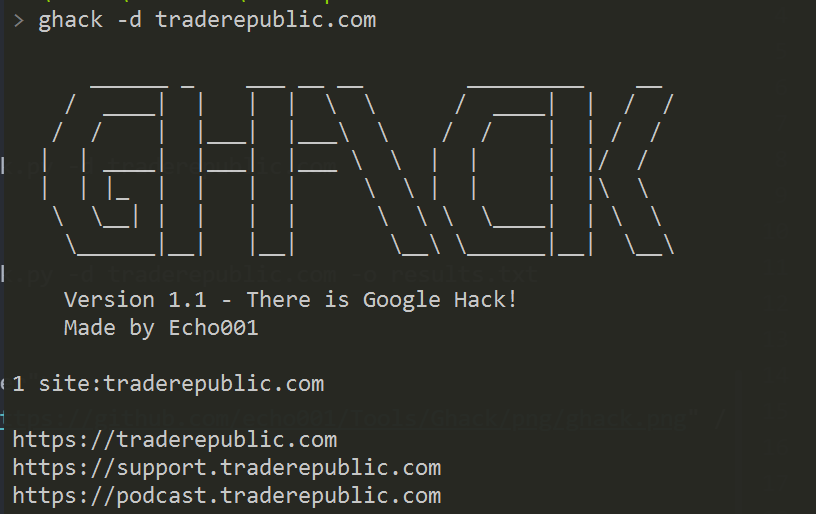 > ghack -d traderepublic.com
GHACK
Version 1.1 - There is Google Hack!
Made by Echo001
1 site:traderepublic.com
https://traderepublic.com
https://support.traderepublic.com
https://podcast.traderepublic.com